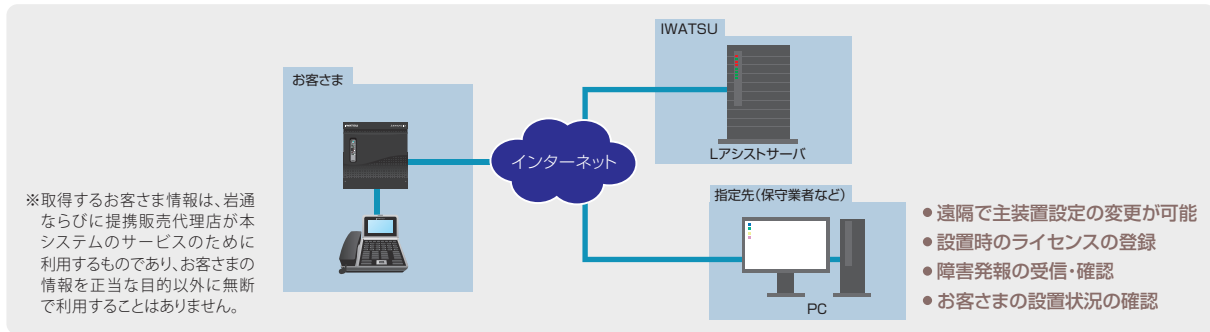 IWATSU
お客さま
インターネット
Lアシストサーバ
指定先(保守業者など)
PC
※取得するお客さま情報は、岩通
ならびに提携販売代理店が本
システムのサービスのために
利用するものであり、お客さまの
情報を正当な目的以外に無断
で利用することはありません。
●遠隔で主装置設定の変更が可能
●設置時のライセンスの登録
●障害発報の受信・確認
●お客さまの設置状況の確認